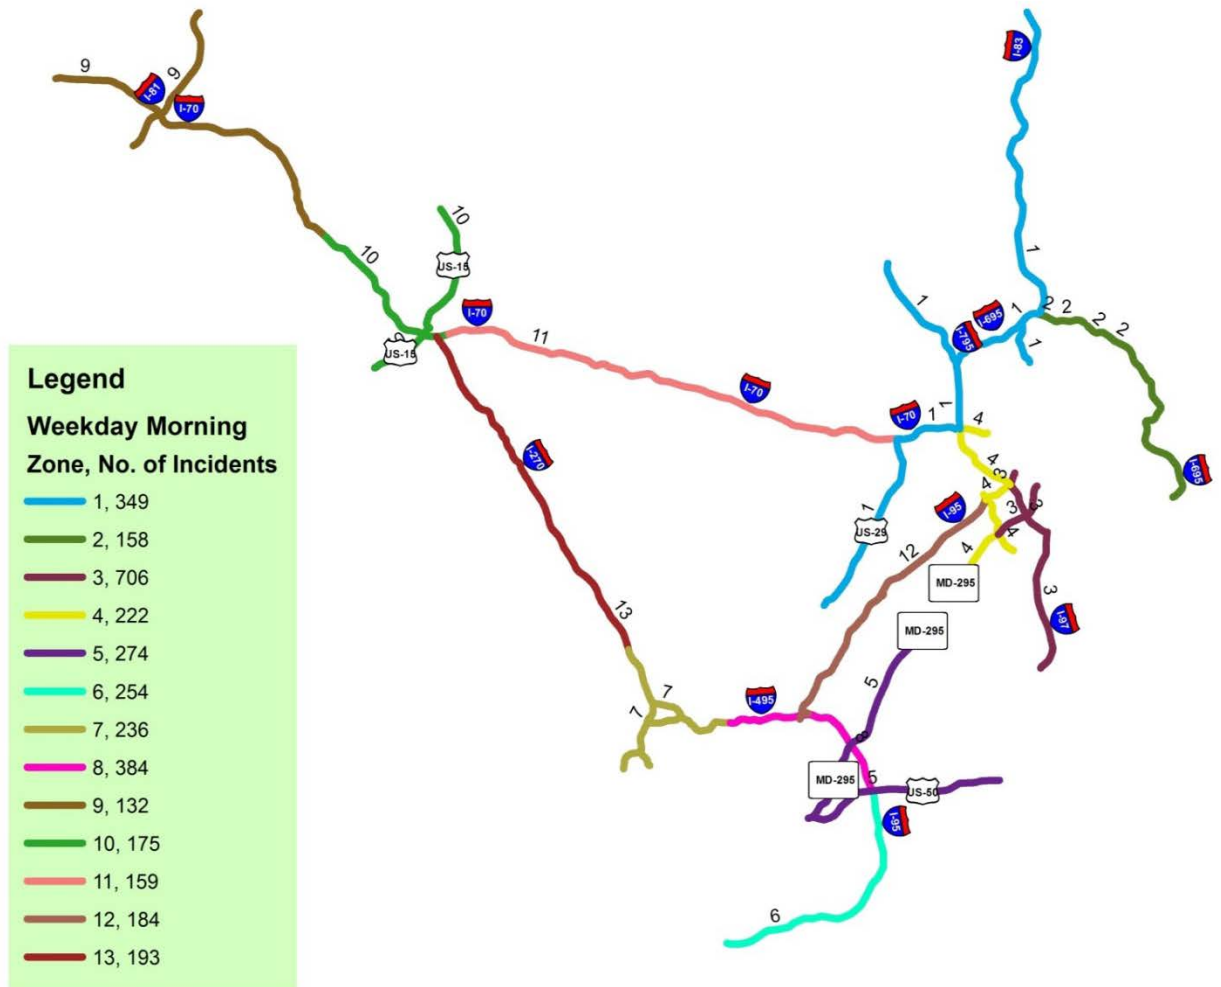 I-83
9
9
I-81
I-70
10
10
US-15
1
1
I-695
1
2
2
2
2
I-70
11
I-795
1
US-15
I-70
I-70
1
1
4
Legend
Weekday Morning
Zone, No. of Incidents
1, 349
2, 158
3, 706
4, 222
5, 274
6, 254
7, 236
8, 384
9, 132
10, 175
11, 159
12, 184
13, 193
I-270
4
3
I-695
4
1
I-95
3
3
US-29
12
4
4
MD-295
3
13
I-97
MD-295
7
7
I-495
5
8
MD-295
5
US-50
I-95
6